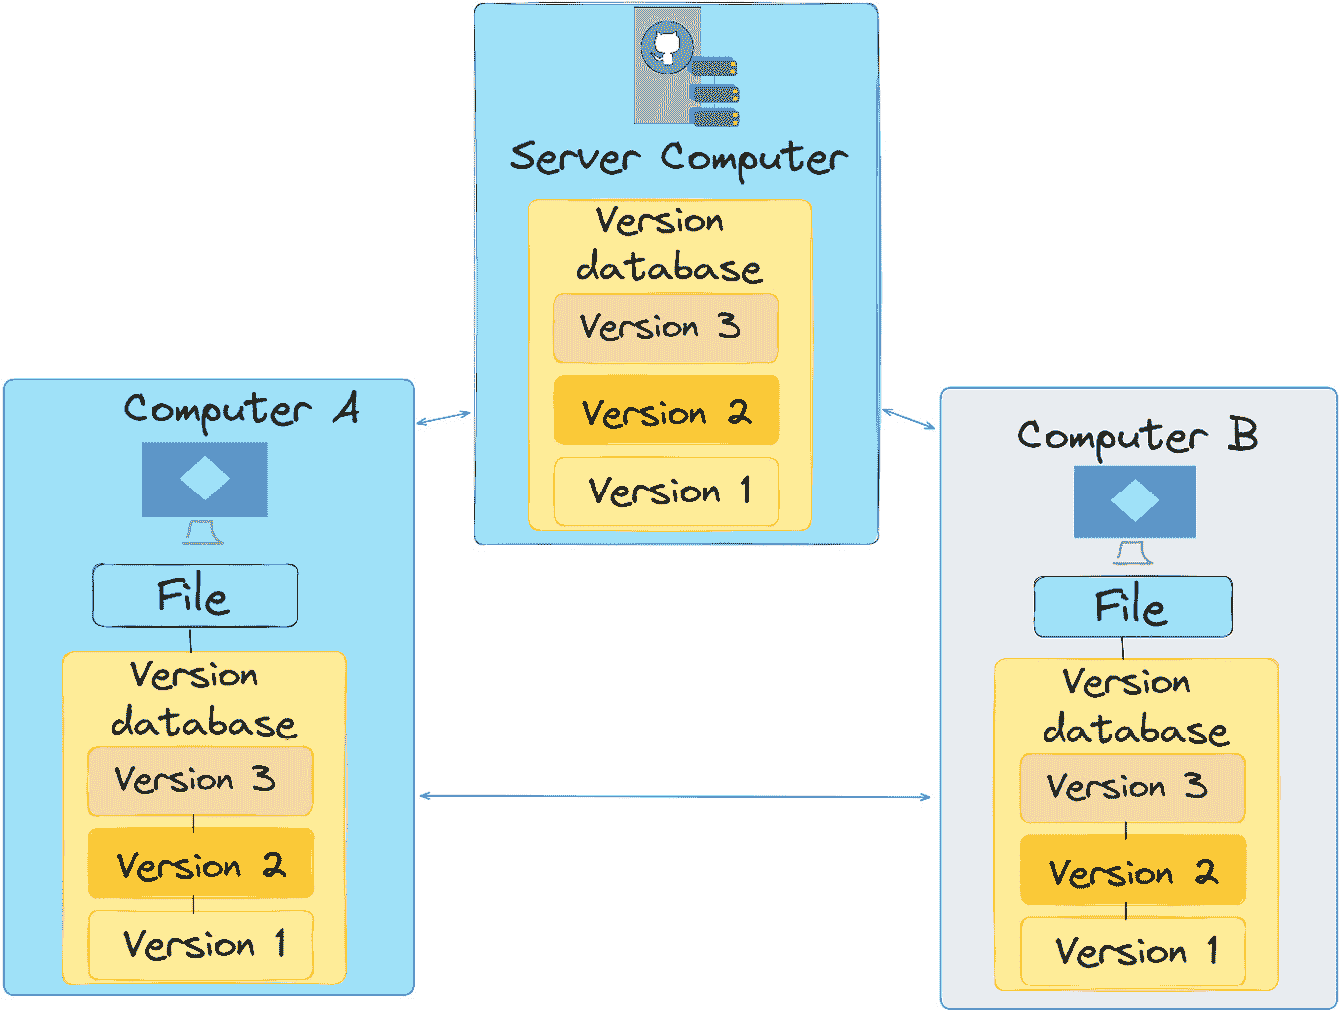 Server Computer
Version
database
Version 3
Version 2
Version 1
Computer A
File
Version
database
Version 3
Version 2
Version 1
Computer B
File
Version
database
Version 3
Version 2
Version 1